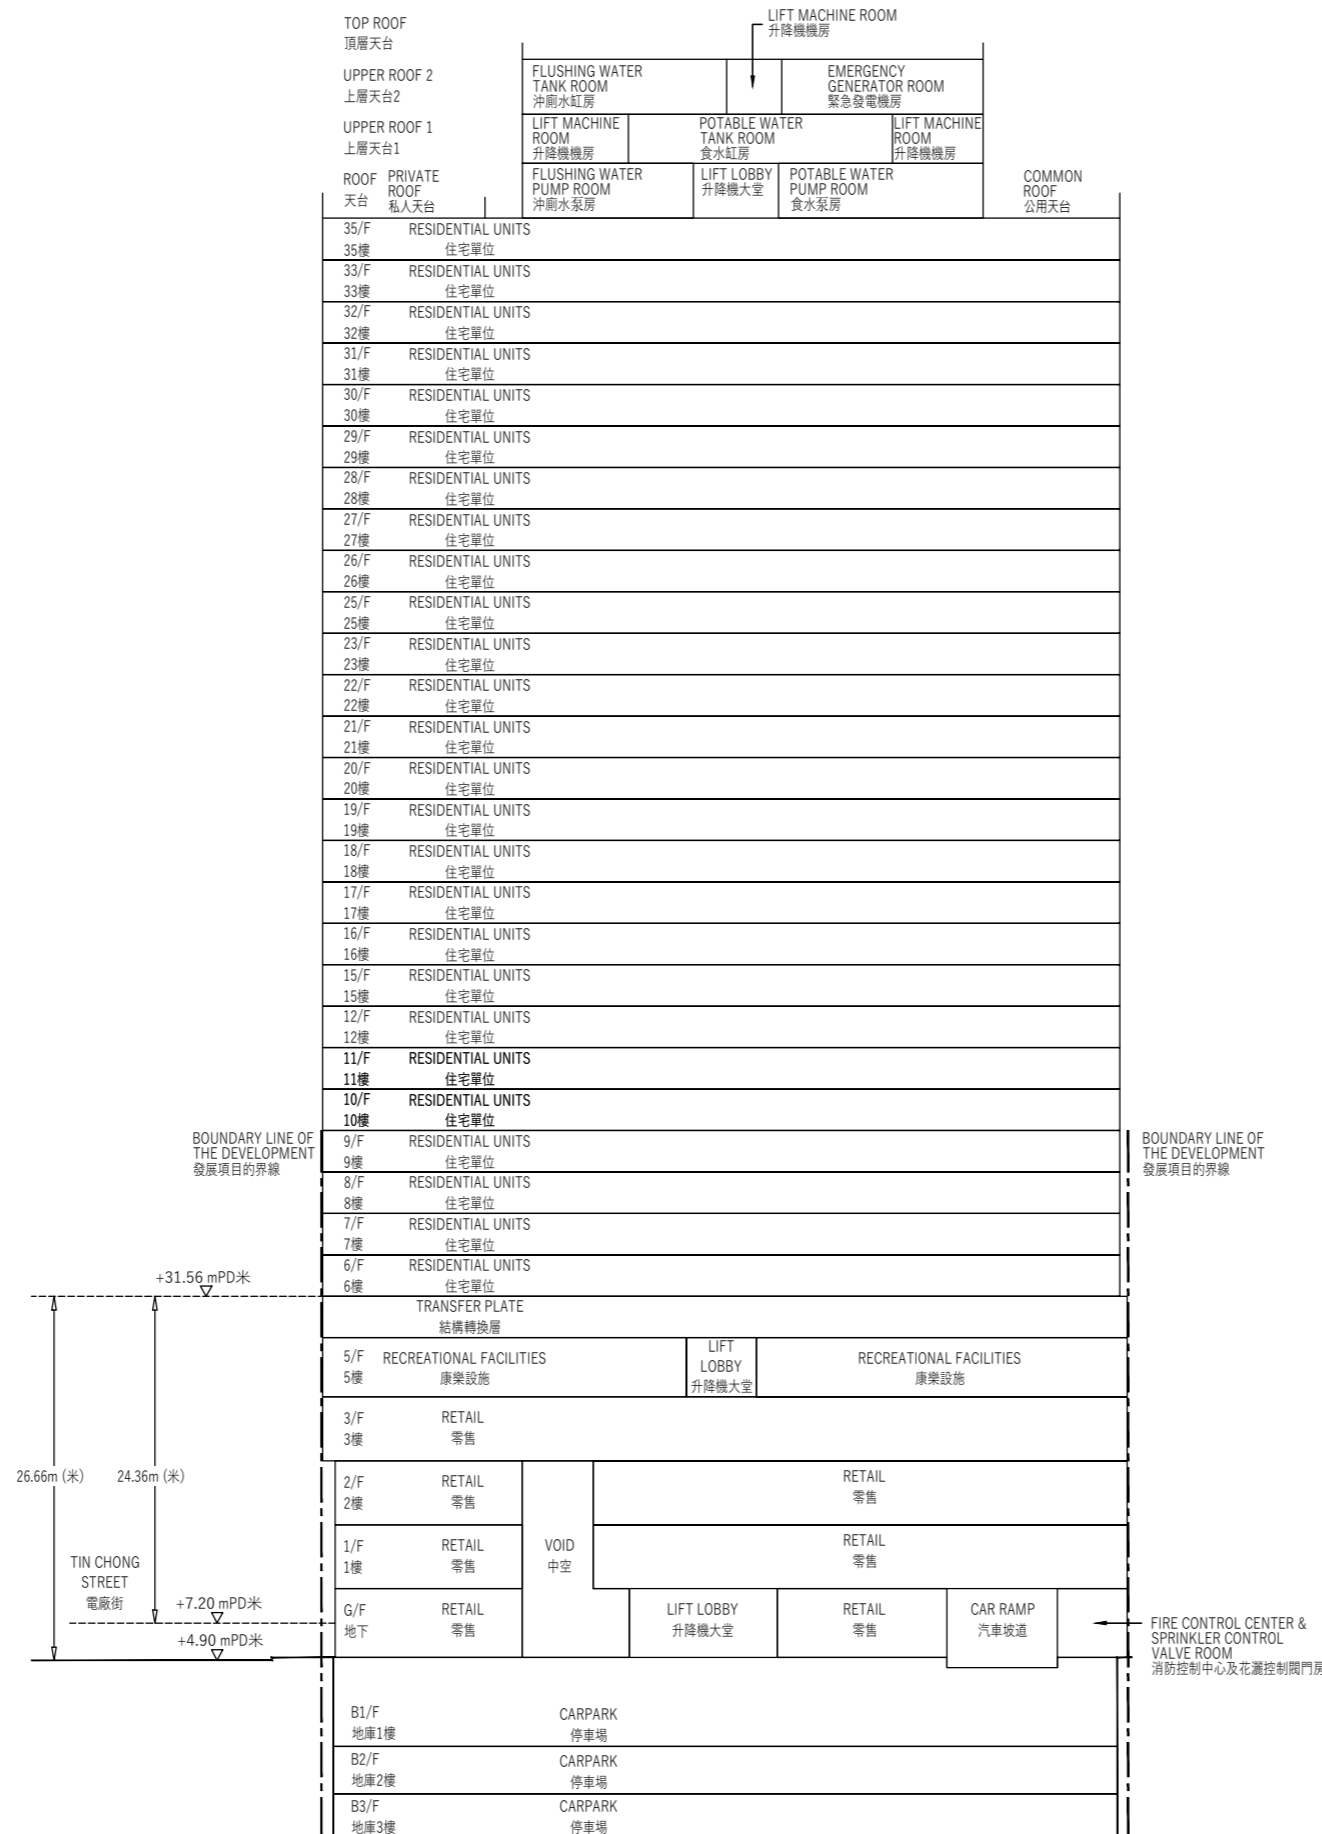 LIFT MACHINE ROOM
升降機機房
TOP ROOF
頂層天台
UPPER ROOF 2
上層天台2
FLUSHING WATER
TANK ROOM
沖廁水缸房
EMERGENCY
GENERATOR ROOM
緊急發電機房
UPPER ROOF 1
上層天台1
LIFT MACHINE
ROOM
升降機機房
POTABLE WATER
TANK ROOM
食水缸房
LIFT MACHINE
ROOM
升降機機房
ROOF
天台
PRIVATE
ROOF
私人天台
FLUSHING WATER
PUMP ROOM
沖廁水泵房
LIFT LOBBY
升降機大堂
POTABLE WATER
PUMP ROOM
食水泵房
COMMON
ROOF
公用天台
35/F RESIDENTIAL UNITS
35樓 住宅單位
33/F RESIDENTIAL UNITS
33樓 住宅單位
32/F RESIDENTIAL UNITS
32樓 住宅單位
31/F RESIDENTIAL UNITS
31樓 住宅單位
30/F RESIDENTIAL UNITS
30樓 住宅單位
29/F RESIDENTIAL UNITS
29樓 住宅單位
28/F RESIDENTIAL UNITS
28樓 住宅單位
27/F RESIDENTIAL UNITS
27樓 住宅單位
26/F RESIDENTIAL UNITS
26樓 住宅單位
25/F RESIDENTIAL UNITS
25樓 住宅單位
23/F RESIDENTIAL UNITS
23樓 住宅單位
22/F RESIDENTIAL UNITS
22樓 住宅單位
21/F RESIDENTIAL UNITS
21樓 住宅單位
20/F RESIDENTIAL UNITS
20樓 住宅單位
19/F RESIDENTIAL UNITS
19樓 住宅單位
18/F RESIDENTIAL UNITS
18樓 住宅單位
17/F RESIDENTIAL UNITS
17樓 住宅單位
16/F RESIDENTIAL UNITS
16樓 住宅單位
15/F RESIDENTIAL UNITS
15樓 住宅單位
12/F RESIDENTIAL UNITS
12樓 住宅單位
11/F RESIDENTIAL UNITS
11樓 住宅單位
10/F RESIDENTIAL UNITS
10樓 住宅單位
BOUNDARY LINE OF
THE DEVELOPMENT
發展項目的界線
9/F RESIDENTIAL UNITS
9樓 住宅單位
BOUNDARY LINE OF
THE DEVELOPMENT
發展項目的界線
8/F RESIDENTIAL UNITS
8樓 住宅單位
7/F RESIDENTIAL UNITS
7樓 住宅單位
6/F RESIDENTIAL UNITS
6樓 住宅單位
+31.56 mPD米
TRANSFER PLATE
結構轉換層
5/F RECREATIONAL FACILITIES
5樓 康樂設施
LIFT
LOBBY
升降機大堂
RECREATIONAL FACILITIES
康樂設施
3/F RETAIL
3樓 零售
26.66m (米) 24.36m (米)
2/F RETAIL
2樓 零售
RETAIL
零售
1/F RETAIL
1樓 零售
VOID
中空
RETAIL
零售
TIN CHONG
STREET
電廠街
+7.20 mPD米
+4.90 mPD米
G/F RETAIL
地下 零售
LIFT LOBBY
升降機大堂
RETAIL
零售
CAR RAMP
汽車坡道
FIRE CONTROL CENTER &
SPRINKLER CONTROL
VALVE ROOM
消防控制中心及花灑控制閥門房
B1/F CARPARK
地庫1樓 停車場
B2/F CARPARK
地庫2樓 停車場
B3/F CARPARK
地庫3樓 停車場